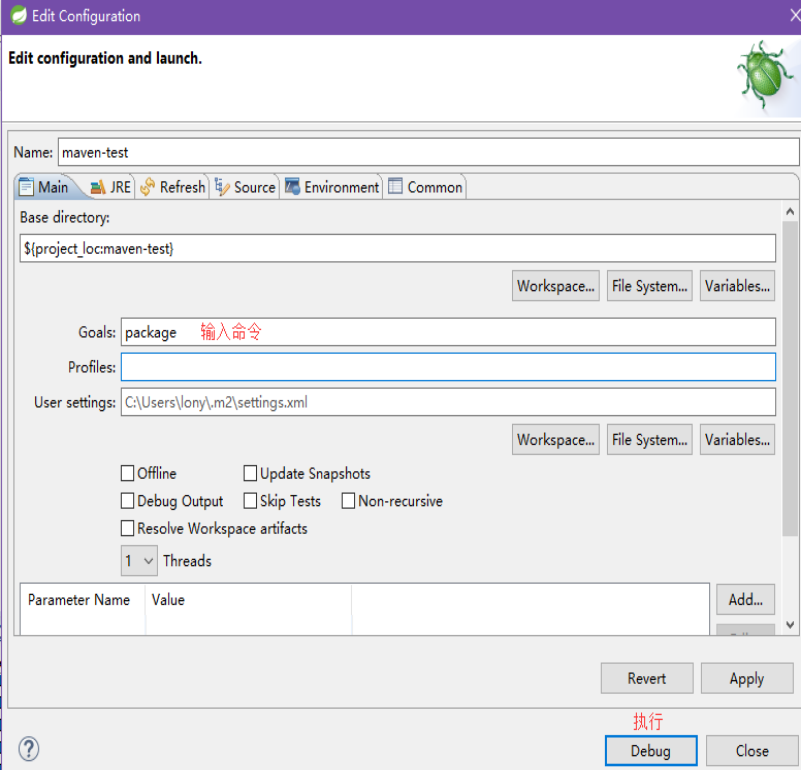 Edit Configuration
Edit configuration and launch.
Name: maven-test
Main JRE Refresh Source Environment Common
Base directory:
${project_loc:maven-test}
Workspace... File System... Variables...
Goals: package 输入命令
Profiles:
User settings: C:\Users\lony\.m2\settings.xml
Workspace... File System... Variables...
Offline Update Snapshots
Debug Output Skip Tests Non-recursive
Resolve Workspace artifacts
1 Threads
Parameter Name Value Add...
Revert Apply
执行
Debug Close